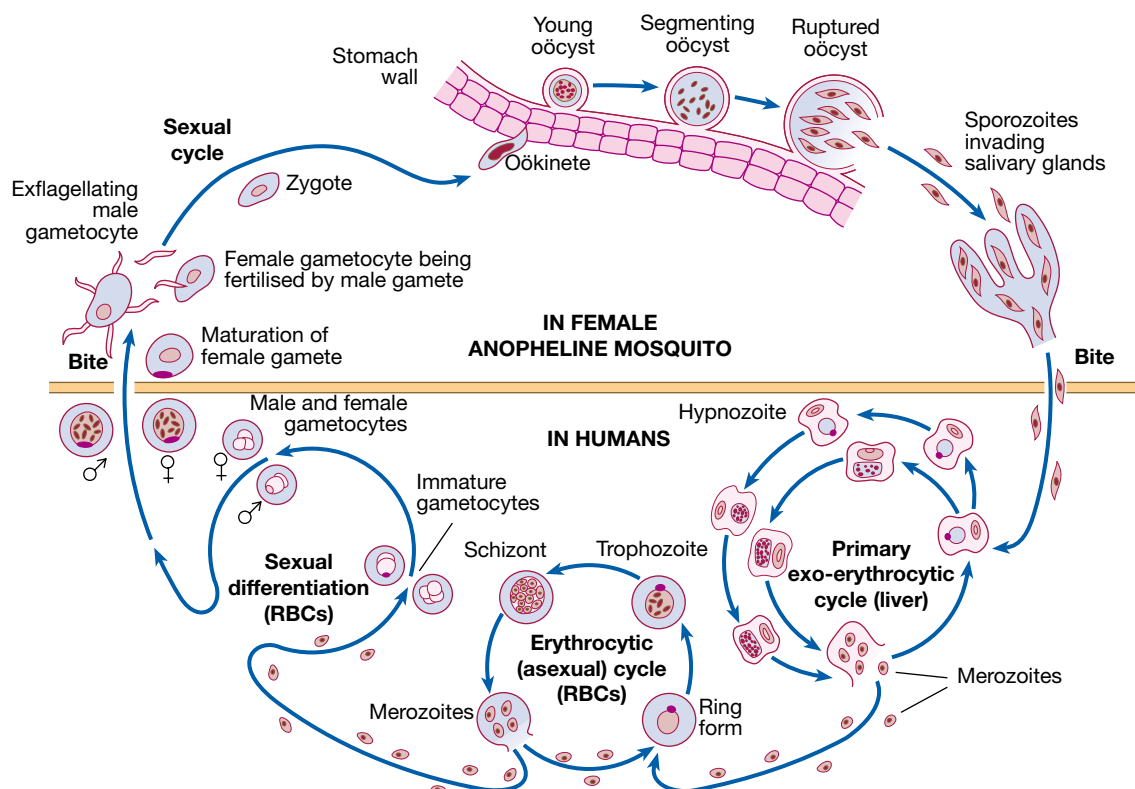 Young
oöcyst
Segmenting
oöcyst
Ruptured
oöcyst
Stomach
wall
Sporozoites
invading
salivary glands
Sexual
cycle
Oökinete
Zygote
Exflagellating
male
gametocyte
Female gametocyte being
fertilised by male gamete
Maturation of
female gamete
IN FEMALE
ANOPHELINE MOSQUITO
Bite
Bite
Male and female
gametocytes
IN HUMANS
Hypnozoite
♂
♀
♀
♂
Immature
gametocytes
Schizont
Trophozoite
Primary
exo-erythrocytic
cycle (liver)
Sexual
differentiation
(RBCs)
Erythrocytic
(asexual) cycle
(RBCs)
Merozoites
Ring
form
Merozoites